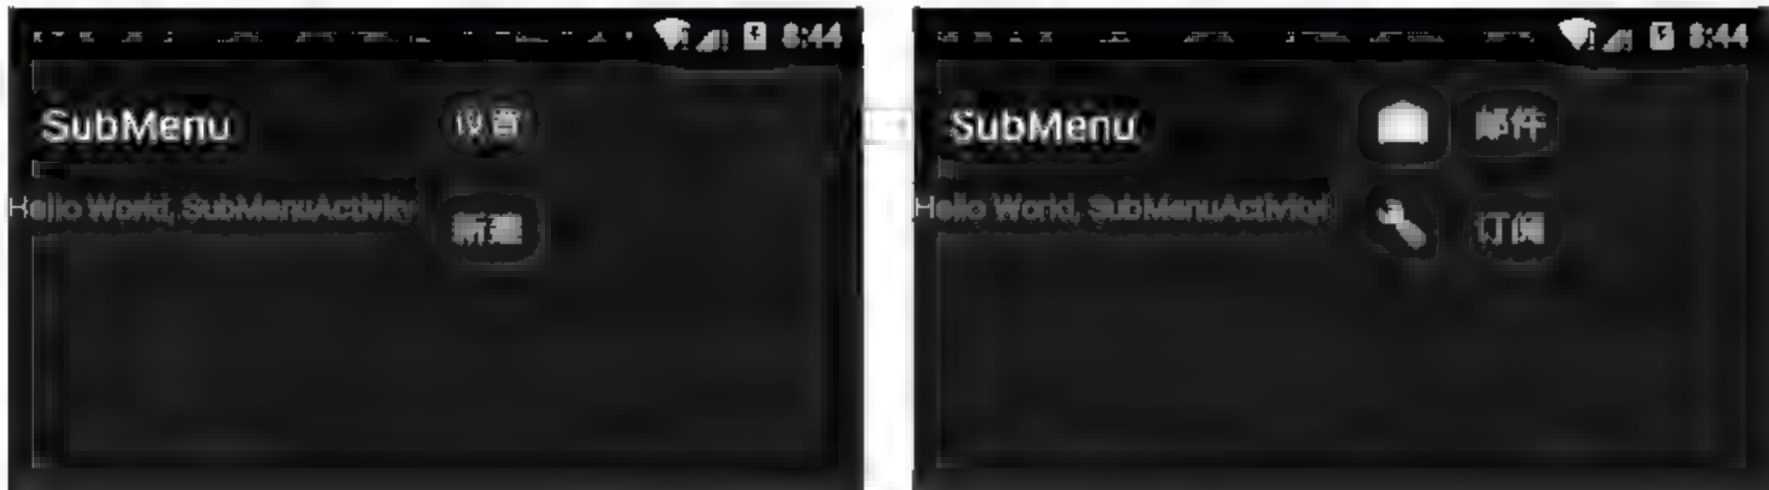 8:44
SubMenu
设置
Hello World, SubMenuActivity
新建
8:44
SubMenu
邮件
Hello World, SubMenuActivity!
订阅